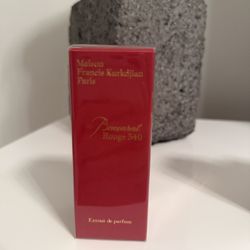 Maison
Francis Kurkdjian
Paris
Baccarat
Rouge 540
Extrait de parfum